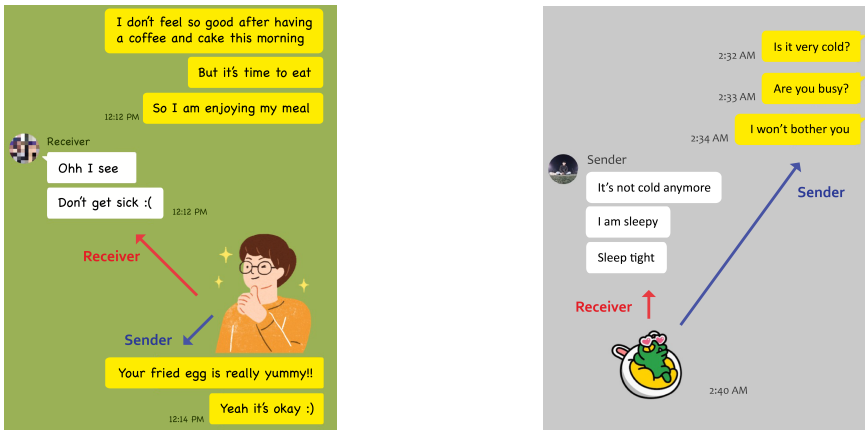 I don't feel so good after having
a coffee and cake this morning
But it's time to eat
So I am enjoying my meal
12:12 PM
Receiver
Ohh I see
Don't get sick :(
12:12 PM
Receiver
Sender
Your fried egg is really yummy!!
Yeah it's okay :)
12:14 PM
Is it very cold?
2:32 AM
Are you busy?
2:33 AM
I won't bother you
2:34 AM
Sender
It's not cold anymore
I am sleepy
Sleep tight
Sender
Receiver
2:40 AM